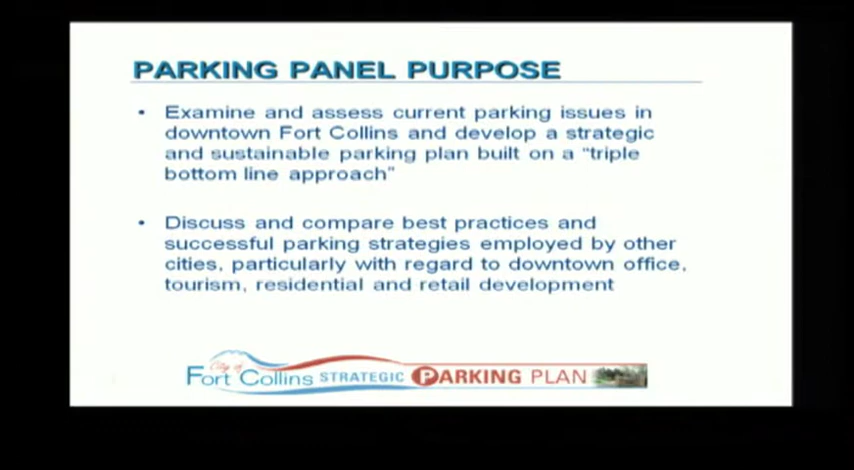 PARKING PANEL PURPOSE
• Examine and assess current parking issues in
downtown Fort Collins and develop a strategic
and sustainable parking plan built on a "triple
bottom line approach"
• Discuss and compare best practices and
successful parking strategies employed by other
cities, particularly with regard to downtown office,
tourism, residential and retail development
City of
Fort Collins STRATEGIC PARKING PLAN